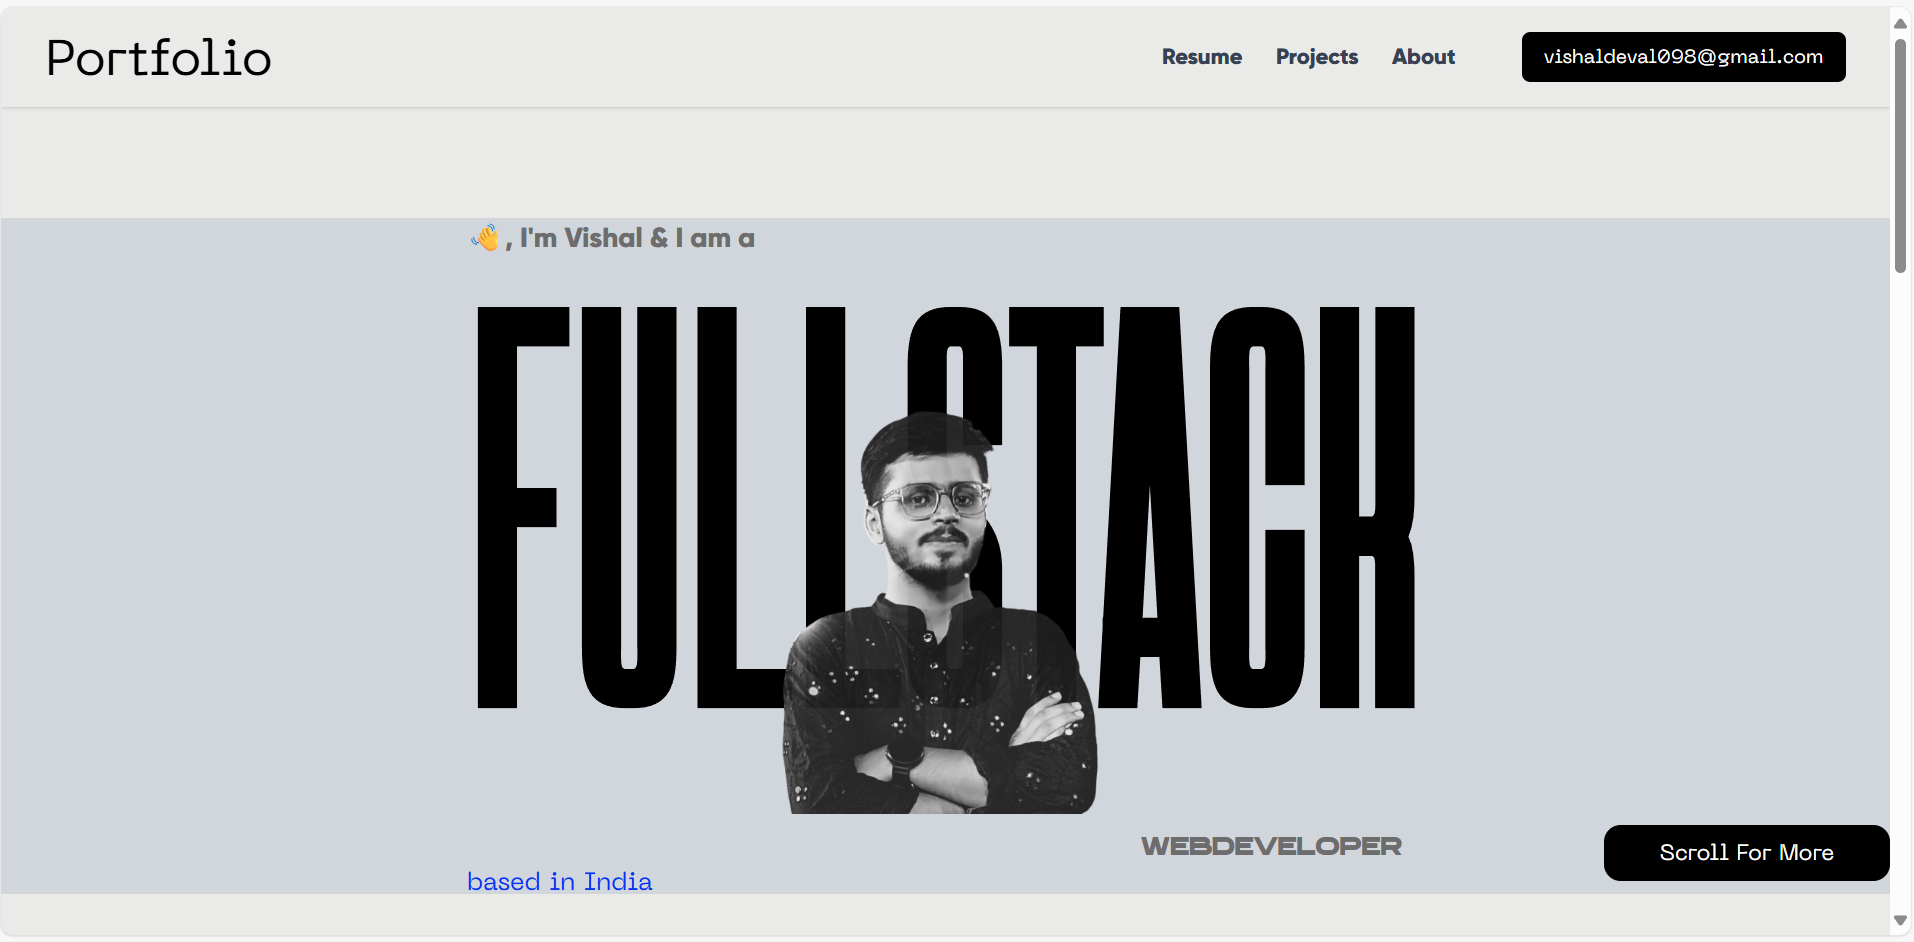 Portfolio
Resume Projects About vishaldeval098@gmail.com
👋, I'm Vishal & I am a
FULLSTACK
WEBDEVELOPER
Scroll For More
based in India